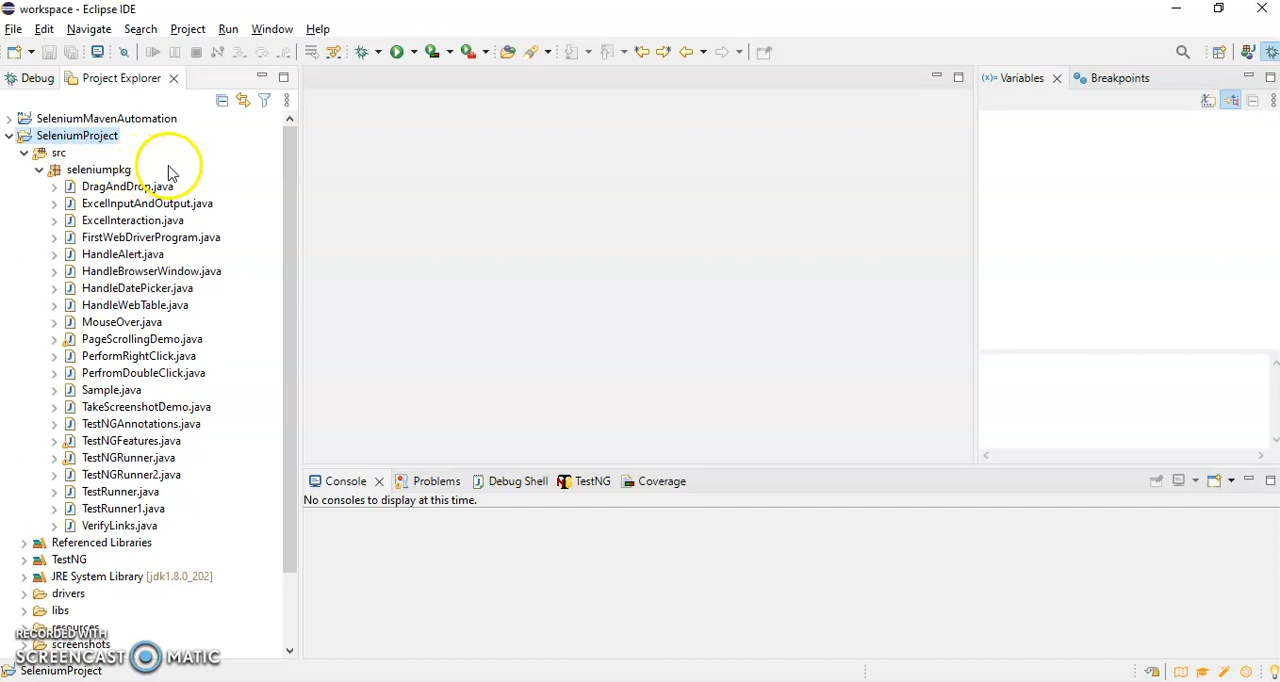 workspace - Eclipse IDE
File Edit Navigate Search Project Run Window Help
Debug Project Explorer
(x)= Variables Breakpoints
SeleniumMavenAutomation
SeleniumProject
src
seleniumpkg
DragAndDrop.java
ExcelInputAndOutput.java
ExcelInteraction.java
FirstWebDriverProgram.java
HandleAlert.java
HandleBrowserWindow.java
HandleDatePicker.java
HandleWebTable.java
MouseOver.java
PageScrollingDemo.java
PerformRightClick.java
PerfromDoubleClick.java
Sample.java
TakeScreenshotDemo.java
TestNGAnnotations.java
TestNGFeatures.java
TestNGRunner.java
TestNGRunner2.java
TestRunner.java
TestRunner1.java
VerifyLinks.java
Referenced Libraries
TestNG
JRE System Library [jdk1.8.0_202]
drivers
libs
resources
screenshots
Console Problems Debug Shell TestNG Coverage
No consoles to display at this time.
RECORDED WITH
SCREENCAST MATIC
SeleniumProject